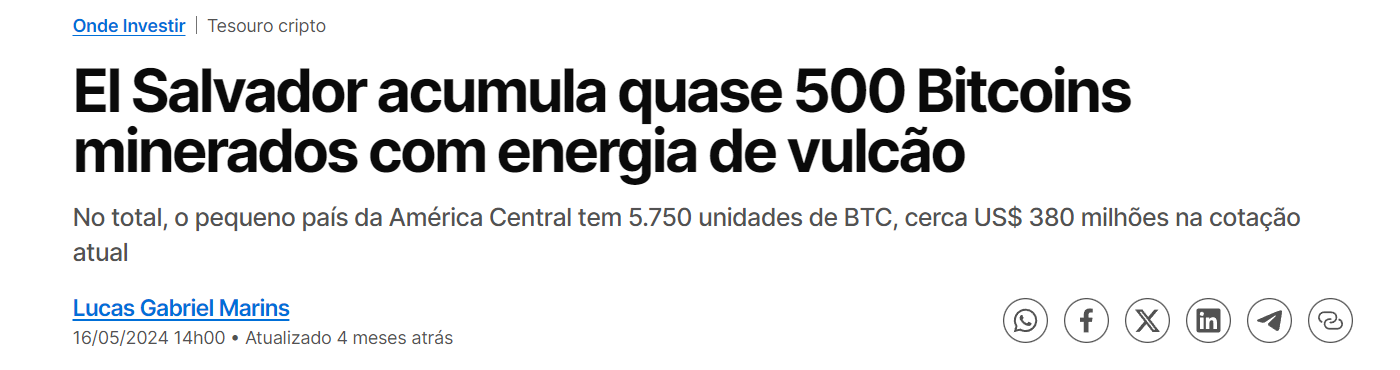 Onde Investir | Tesouro cripto
El Salvador acumula quase 500 Bitcoins
minerados com energia de vulcão
No total, o pequeno país da América Central tem 5.750 unidades de BTC, cerca US$ 380 milhões na cotação
atual
Lucas Gabriel Marins
16/05/2024 14h00 • Atualizado 4 meses atrás